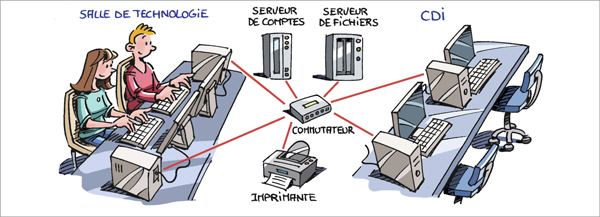 SALLE DE TECHNOLOGIE
SERVEUR
DE COMPTES
SERVEUR
DE FICHIERS
CDi
COMMUTATEUR
IMPRIMANTE